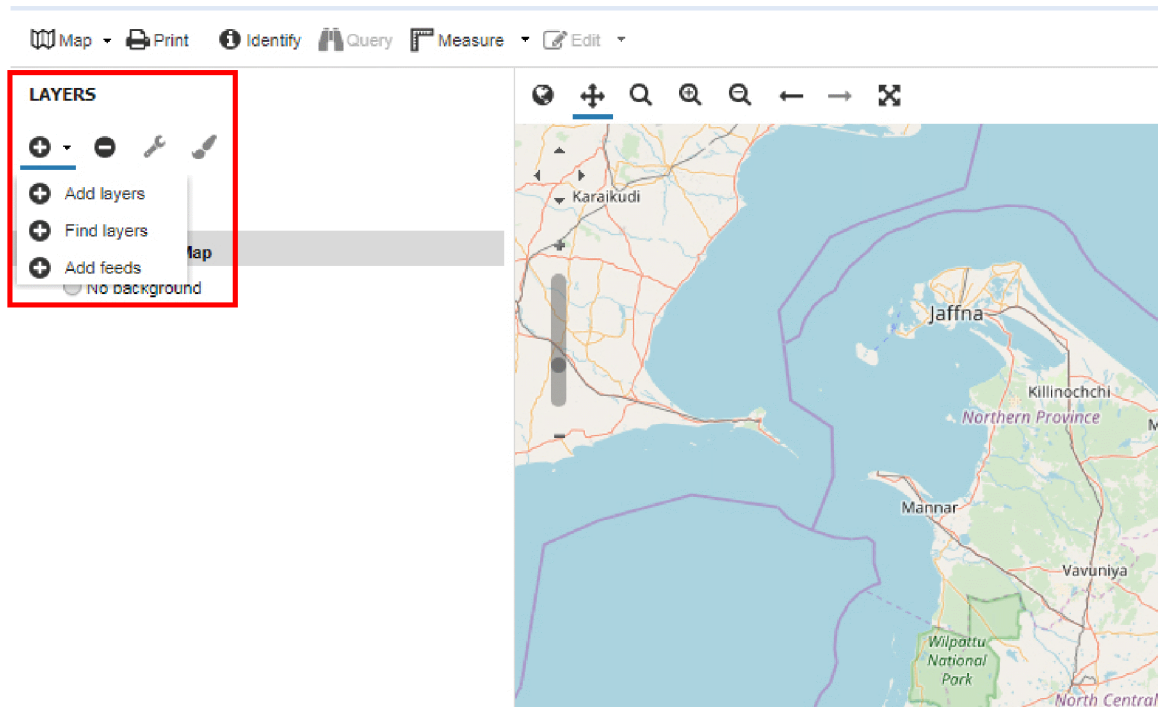 Map Print Identify Query Measure Edit
LAYERS
Add layers
Find layers
Map
Add feeds
No background
Karaikudi
Jaffna
Killinochchi
Northern Province
Mannar
Vavuniya
Wilpattu
National
Park
North Central